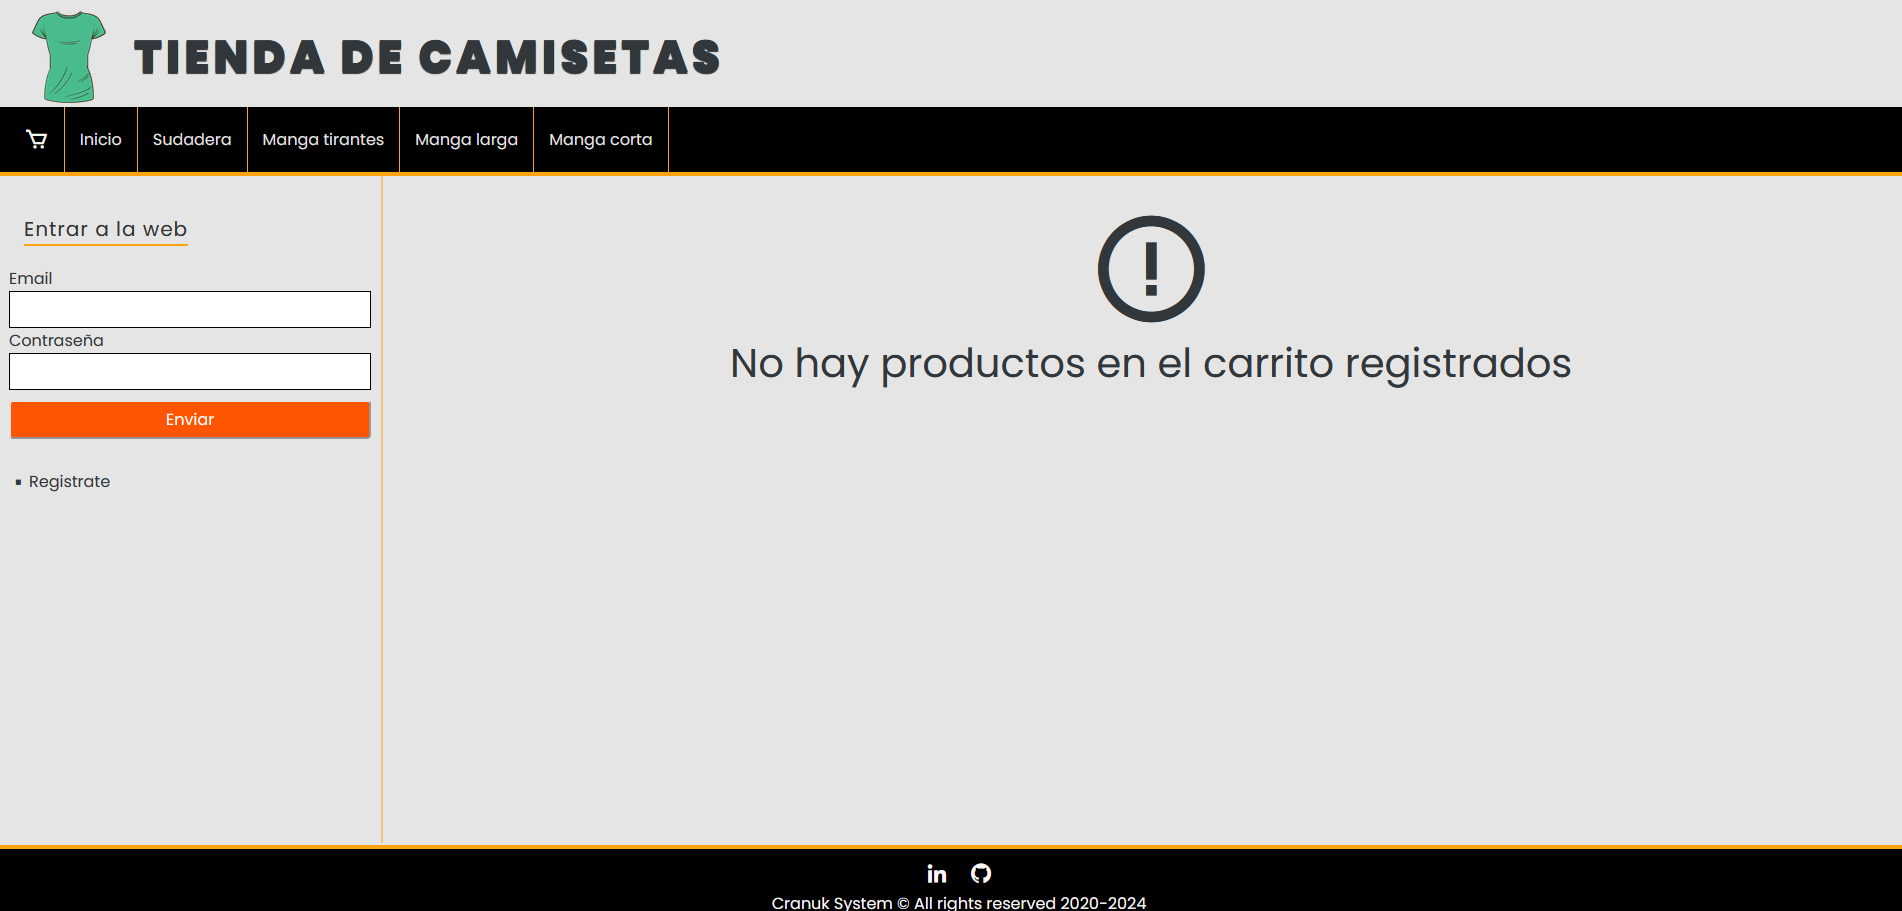 TIENDA DE CAMISETAS
Inicio Sudadera Manga tirantes Manga larga Manga corta
Entrar a la web
Email
Contraseña
Enviar
Registrate
No hay productos en el carrito registrados
Cranuk System © All rights reserved 2020-2024